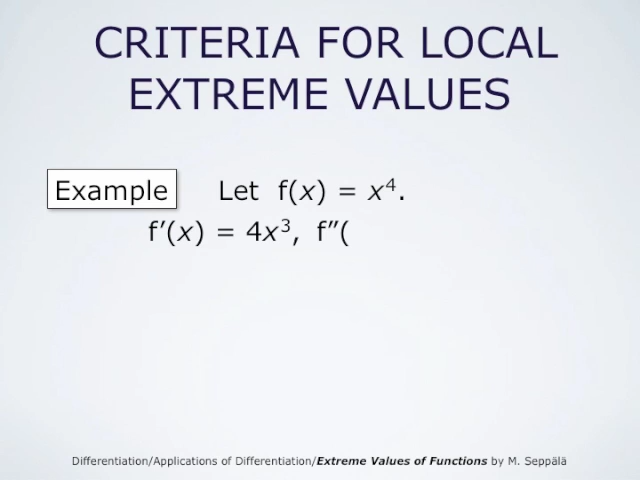 CRITERIA FOR LOCAL
EXTREME VALUES
Example Let f(x) = x⁴.
f′(x) = 4x³, f″(
Differentiation/Applications of Differentiation/Extreme Values of Functions by M. Seppälä